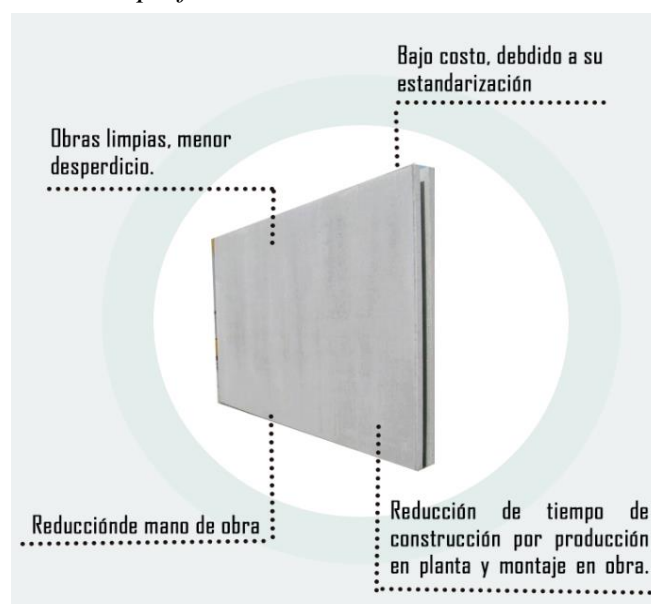 Bajo costo, debdido a su
estandarización
Obras limpias, menor
desperdicio.
Reducciónde mano de obra
Reducción de tiempo de
construcción por producción
en planta y montaje en obra.